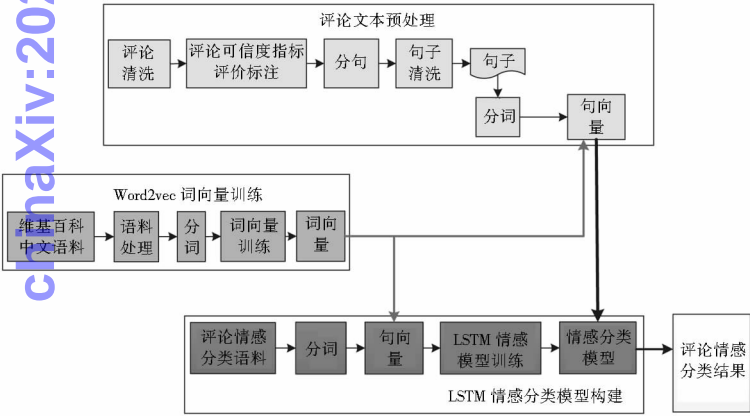 评论文本预处理
评论
清洗
评论可信度指标
评价标注
分句
句子
清洗
句子
分词
句向
量
Word2vec 词向量训练
维基百科
中文语料
语料
处理
分
词
词向量
训练
词向
量
评论情感
分类语料
分词
句向
量
LSTM 情感
模型训练
情感分类
模型
LSTM 情感分类模型构建
评论情感
分类结果
chinaXiv:202